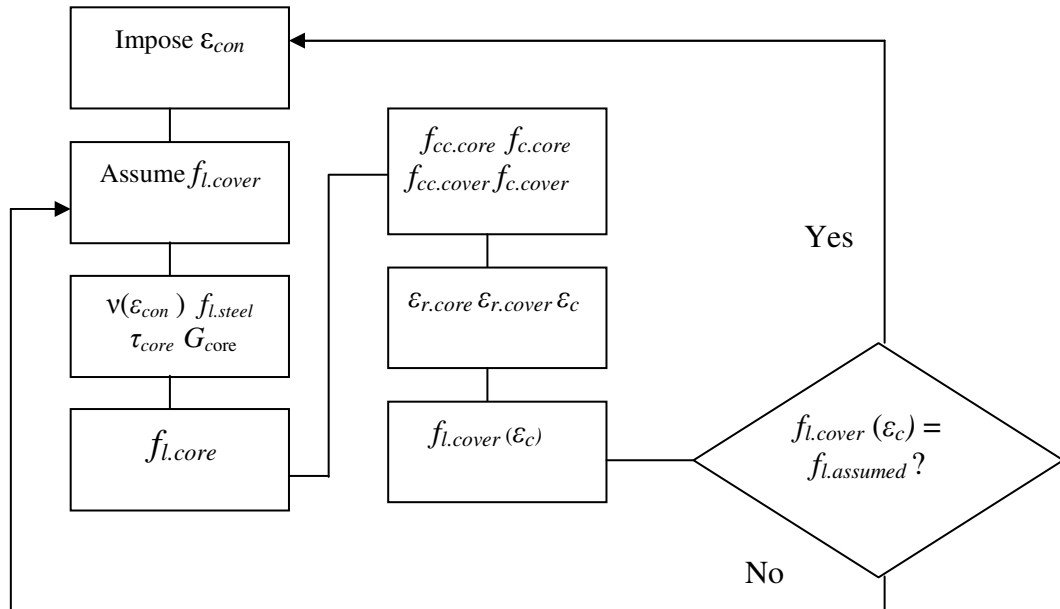 Impose εcon
Assume fl.cover
ν(εcon ) fl.steel
τcore Gcore
fl.core
fcc.core fc.core
fcc.cover fc.cover
εr.core εr.cover εc
fl.cover (εc)
fl.cover (εc) =
fl.assumed ?
Yes
No